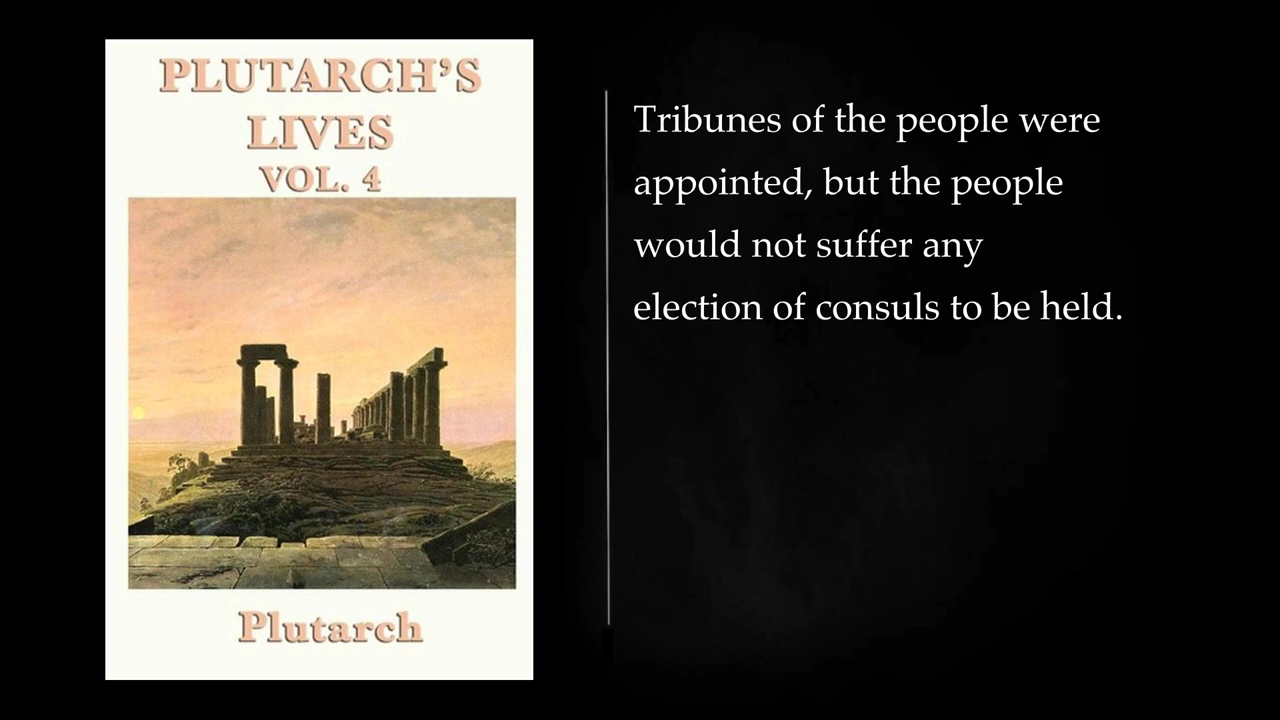 PLUTARCH'S
LIVES
VOL. 4
Plutarch
Tribunes of the people were
appointed, but the people
would not suffer any
election of consuls to be held.